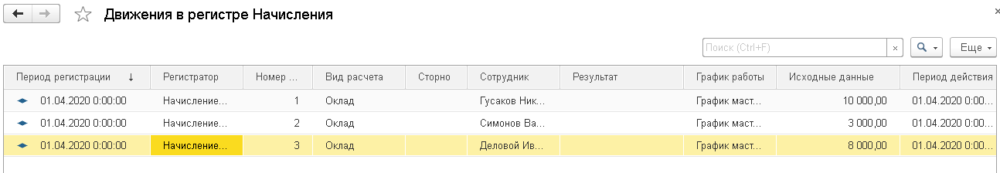 Движения в регистре Начисления
Поиск (Ctrl+F) × Еще
Период регистрации ↓ Регистратор Номер ... Вид расчета Сторно Сотрудник Результат График работы Исходные данные Период действия
01.04.2020 0:00:00 Начисление... 1 Оклад Гусаков Ник... График маст... 10 000,00 01.04.2020 0:00...
01.04.2020 0:00:00 Начисление... 2 Оклад Симонов Ва... График маст... 3 000,00 01.04.2020 0:00...
01.04.2020 0:00:00 Начисление... 3 Оклад Деловой Ив... График маст... 8 000,00 01.04.2020 0:00...